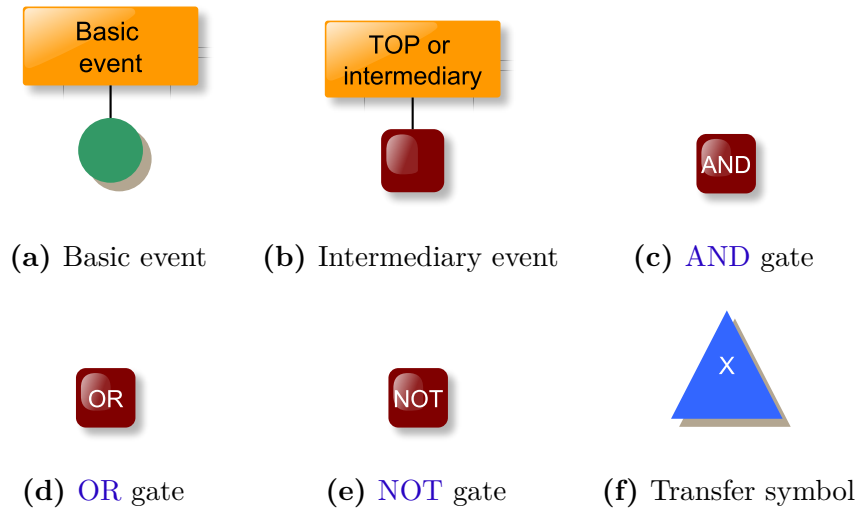 Basic
event
TOP or
intermediary
AND
(a) Basic event
(b) Intermediary event
(c) AND gate
OR
NOT
X
(d) OR gate
(e) NOT gate
(f) Transfer symbol